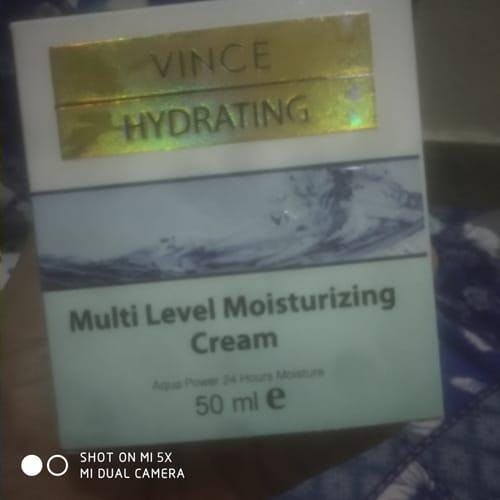 VINCE
HYDRATING
Multi Level Moisturizing
Cream
Aqua Power 24 Hours Moisture
50 ml e
SHOT ON MI 5X
MI DUAL CAMERA